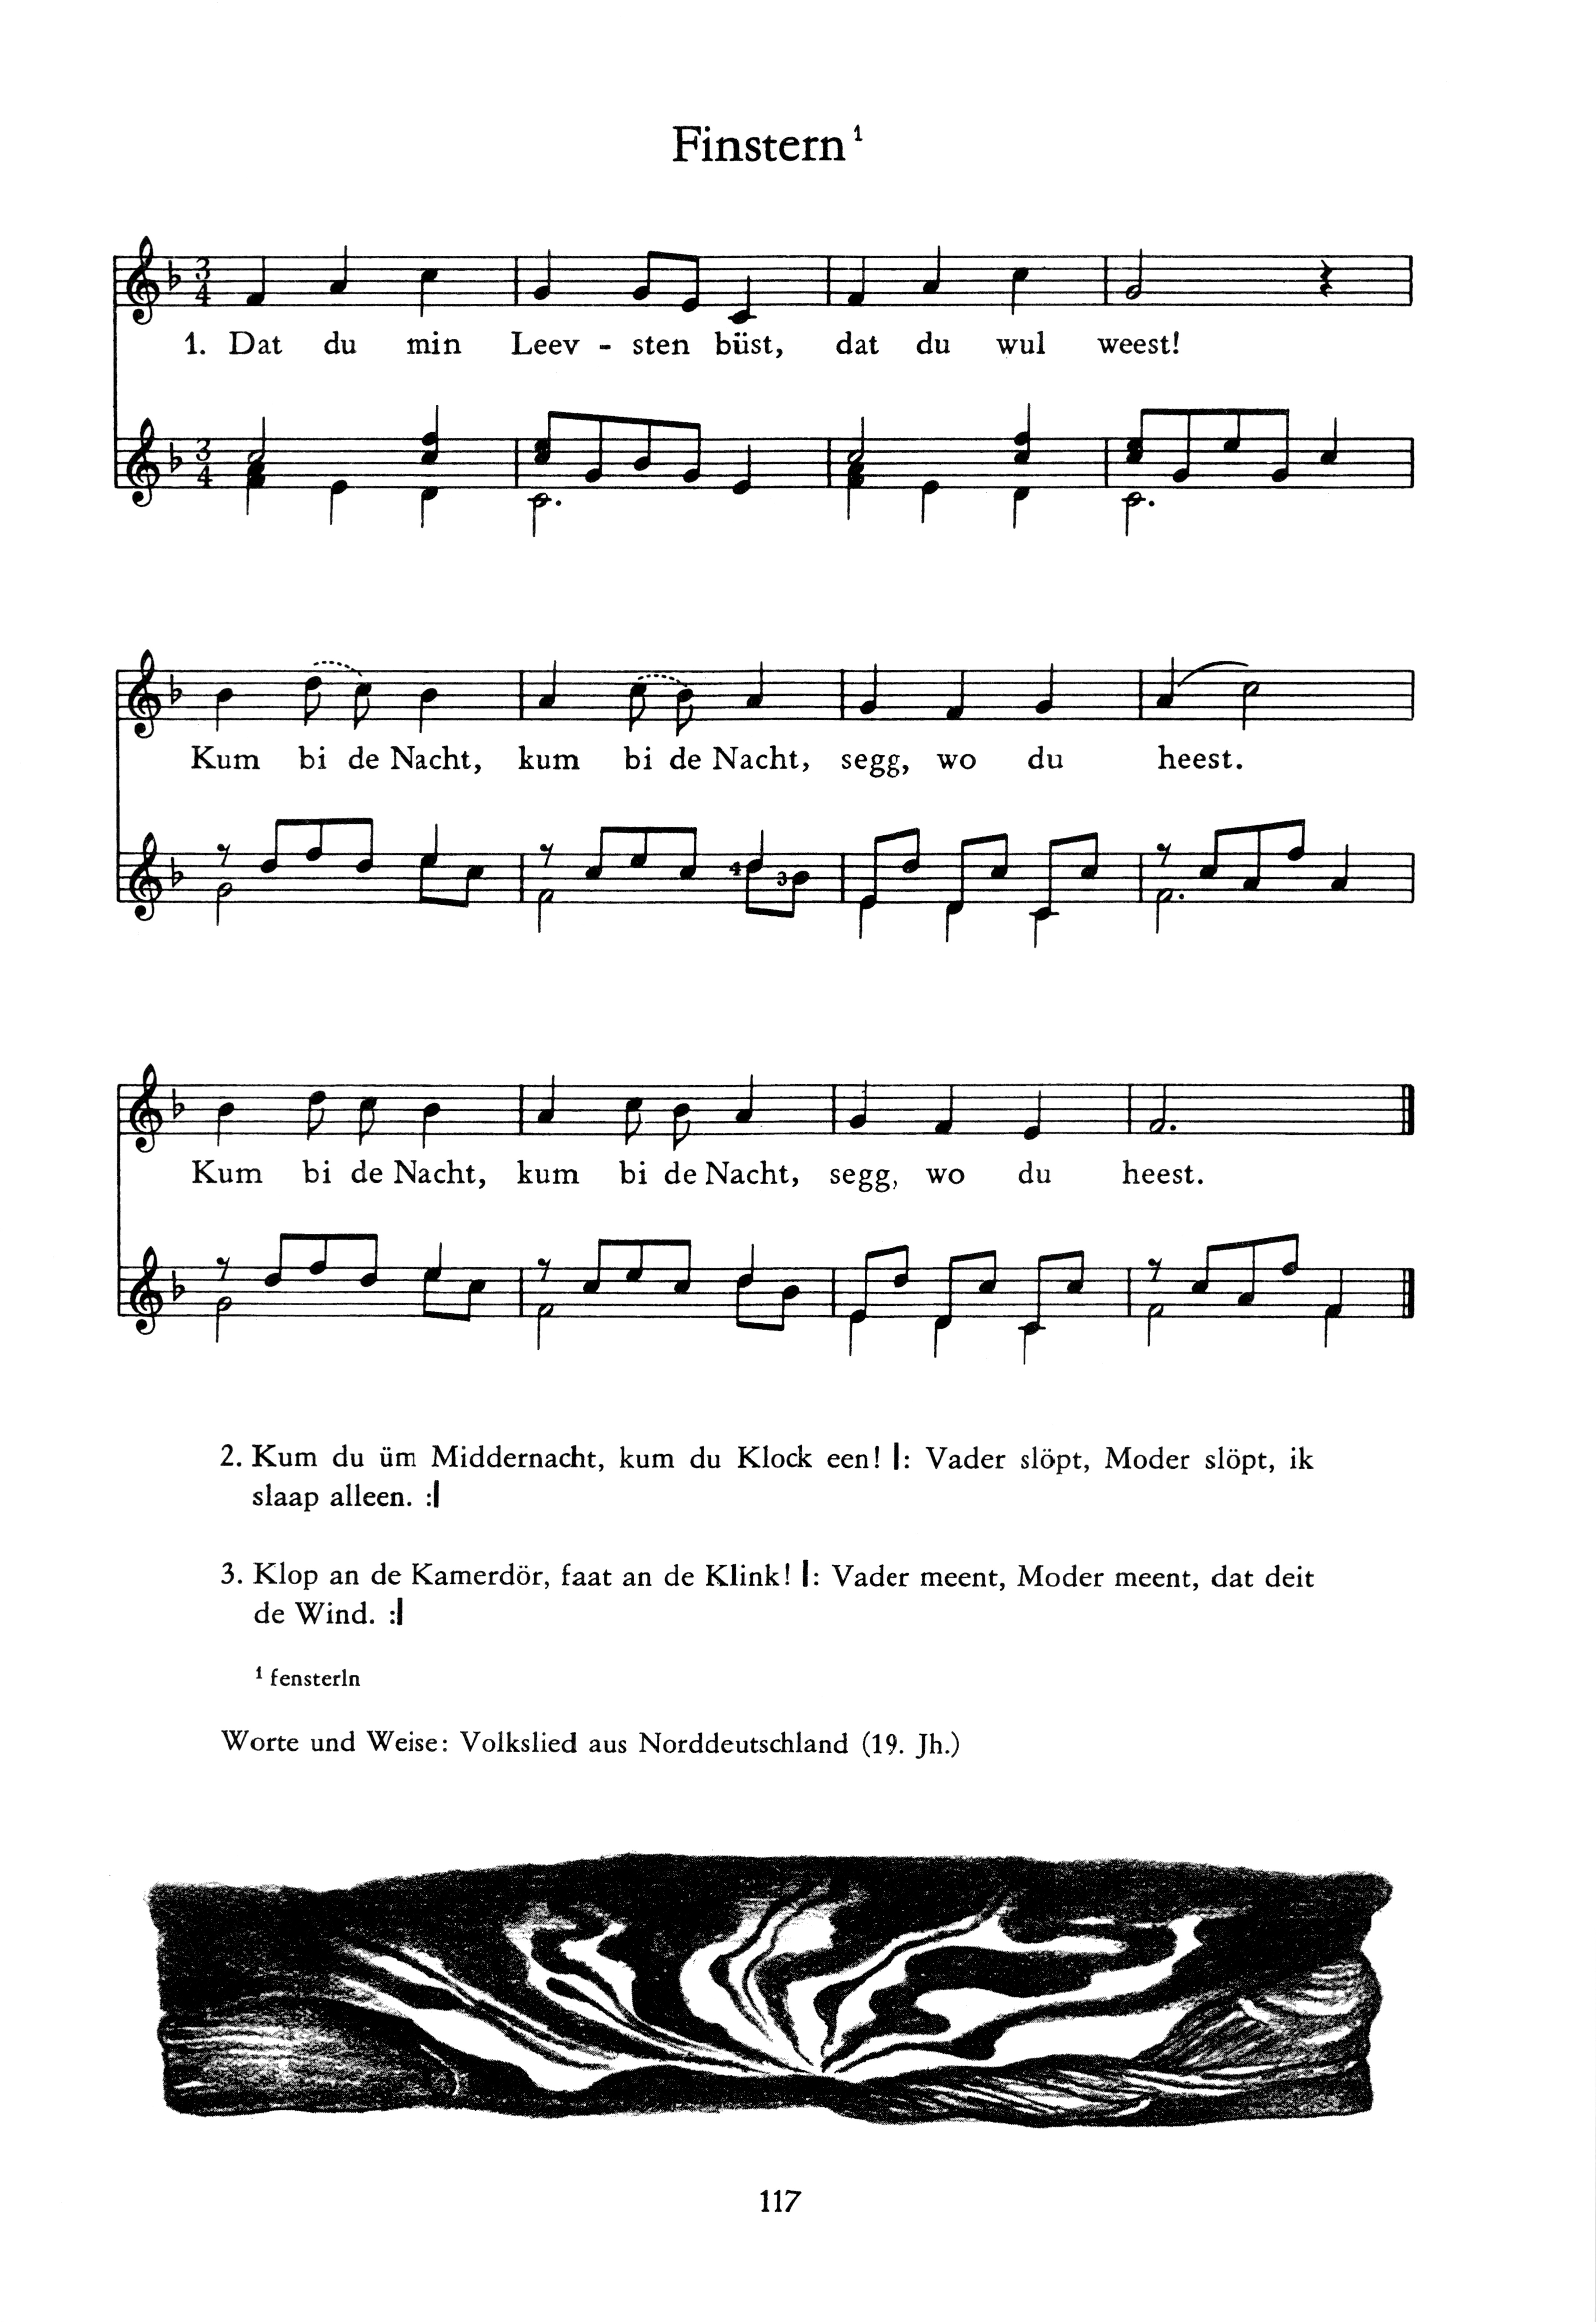 Finstern¹
1. Dat du min Leev - sten büst, dat du wul weest!
Kum bi de Nacht, kum bi de Nacht, segg, wo du heest.
4 3
Kum bi de Nacht, kum bi de Nacht, segg, wo du heest.
2. Kum du üm Middernacht, kum du Klock een! |: Vader slöpt, Moder slöpt, ik
slaap alleen. :|
3. Klop an de Kamerdör, faat an de Klink! |: Vader meent, Moder meent, dat deit
de Wind. :|
¹ fensterln
Worte und Weise: Volkslied aus Norddeutschland (19. Jh.)
117